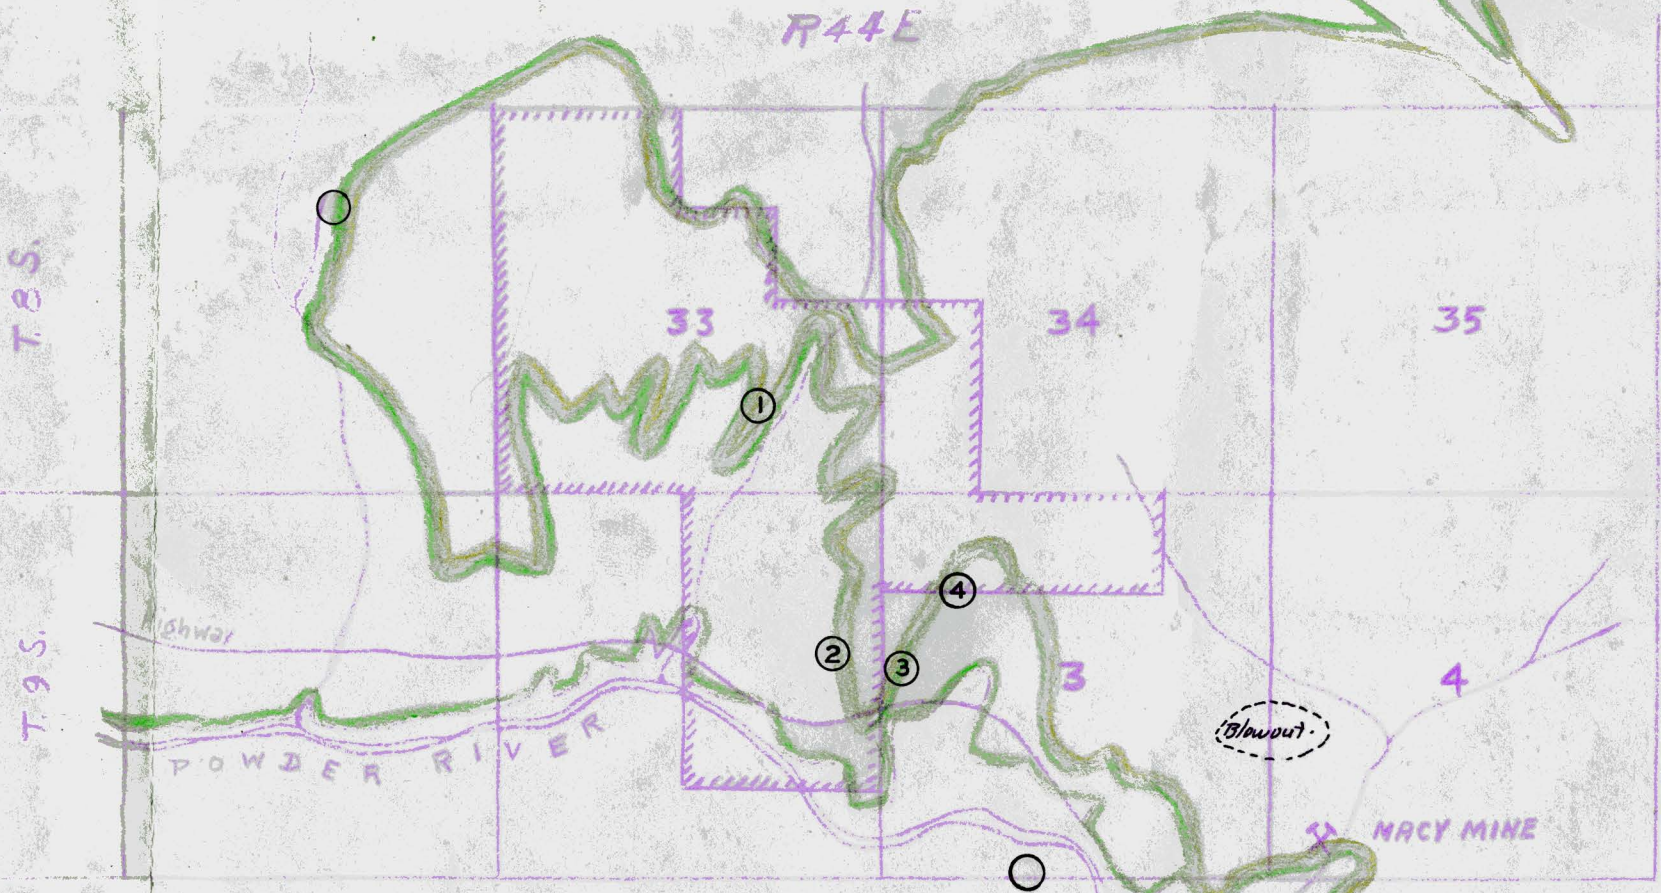 R44E
T.8S.
33
34
35
1
4
2
3
T.9S.
Highway
3
4
Blowout.
POWDER RIVER
MACY MINE